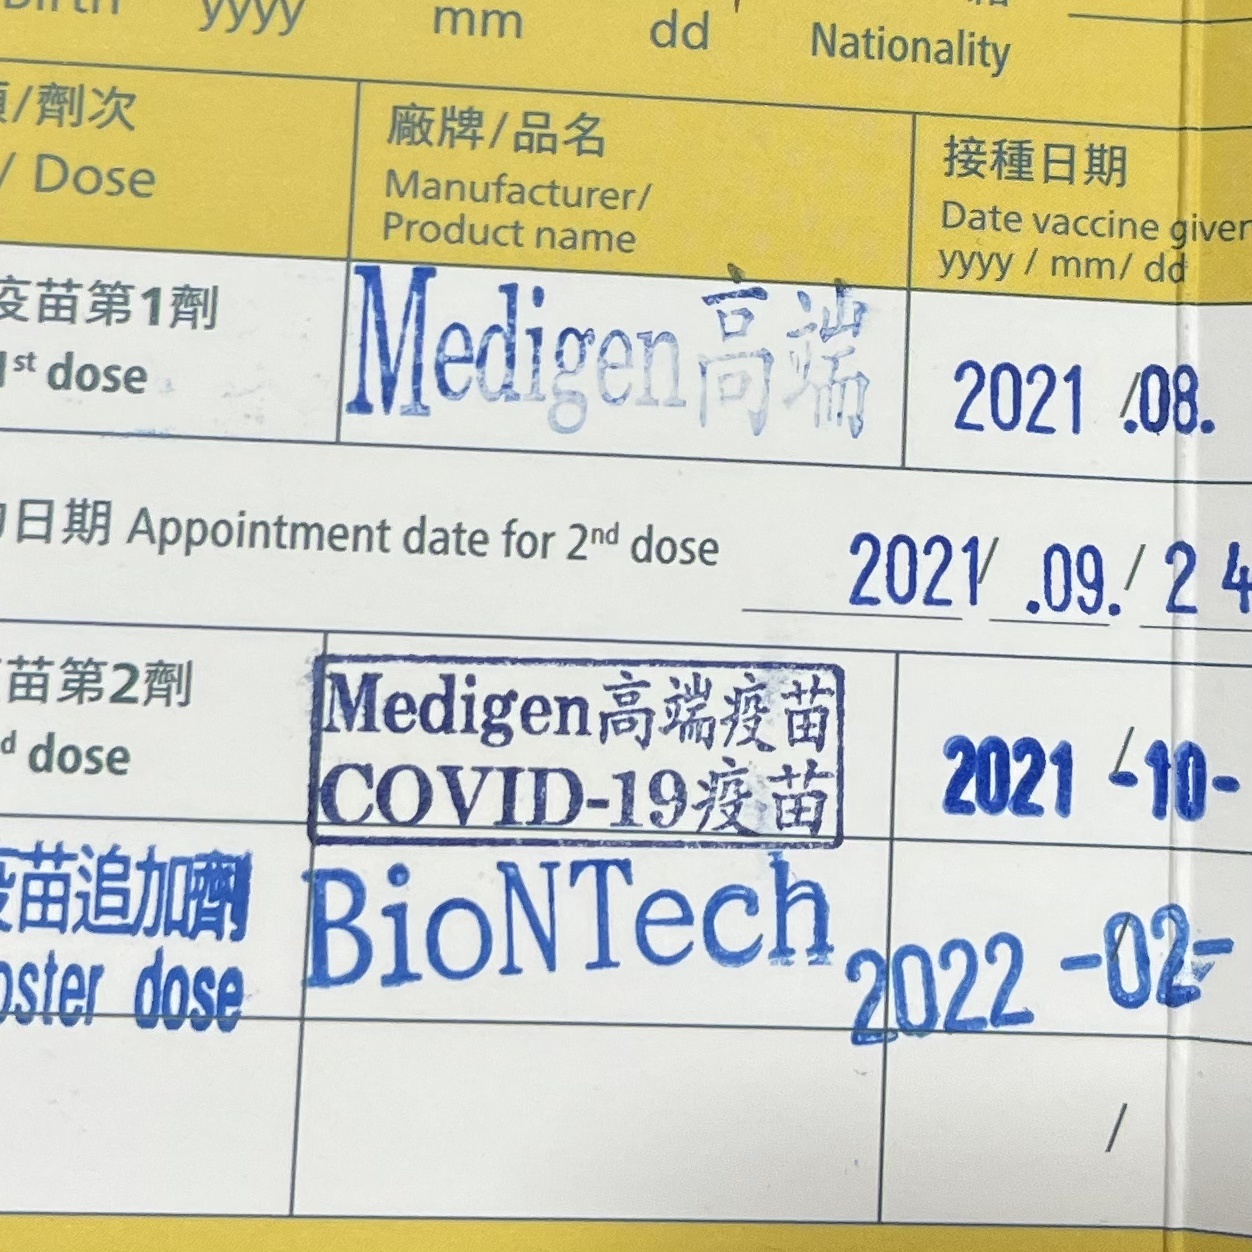 yyyy mm dd
Nationality
/劑次 廠牌/品名 接種日期
/ Dose Manufacturer/ Date vaccine given
Product name yyyy / mm/ dd
疫苗第1劑 Medigen高端 2021 /.08.
1st dose
日期 Appointment date for 2nd dose 2021/ .09./ 2 4
苗第2劑 Medigen高端疫苗 2021 /-10-
dose COVID-19疫苗
疫苗追加劑 BioNTech 2022 -02-
dose
/